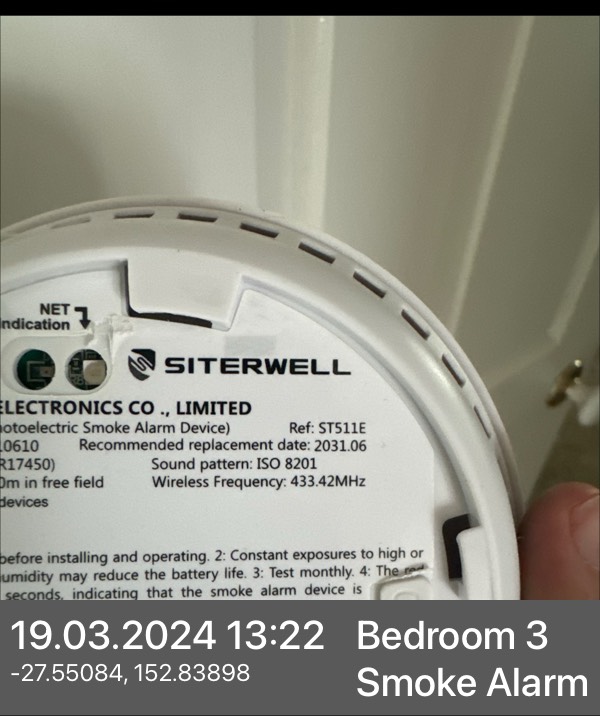 NET
ndication
SITERWELL
ELECTRONICS CO ., LIMITED
otoelectric Smoke Alarm Device) Ref: ST511E
0610 Recommended replacement date: 2031.06
R17450) Sound pattern: ISO 8201
0m in free field Wireless Frequency: 433.42MHz
devices
before installing and operating. 2: Constant exposures to high or
umidity may reduce the battery life. 3: Test monthly. 4: The red
seconds, indicating that the smoke alarm device is
19.03.2024 13:22 Bedroom 3
-27.55084, 152.83898 Smoke Alarm